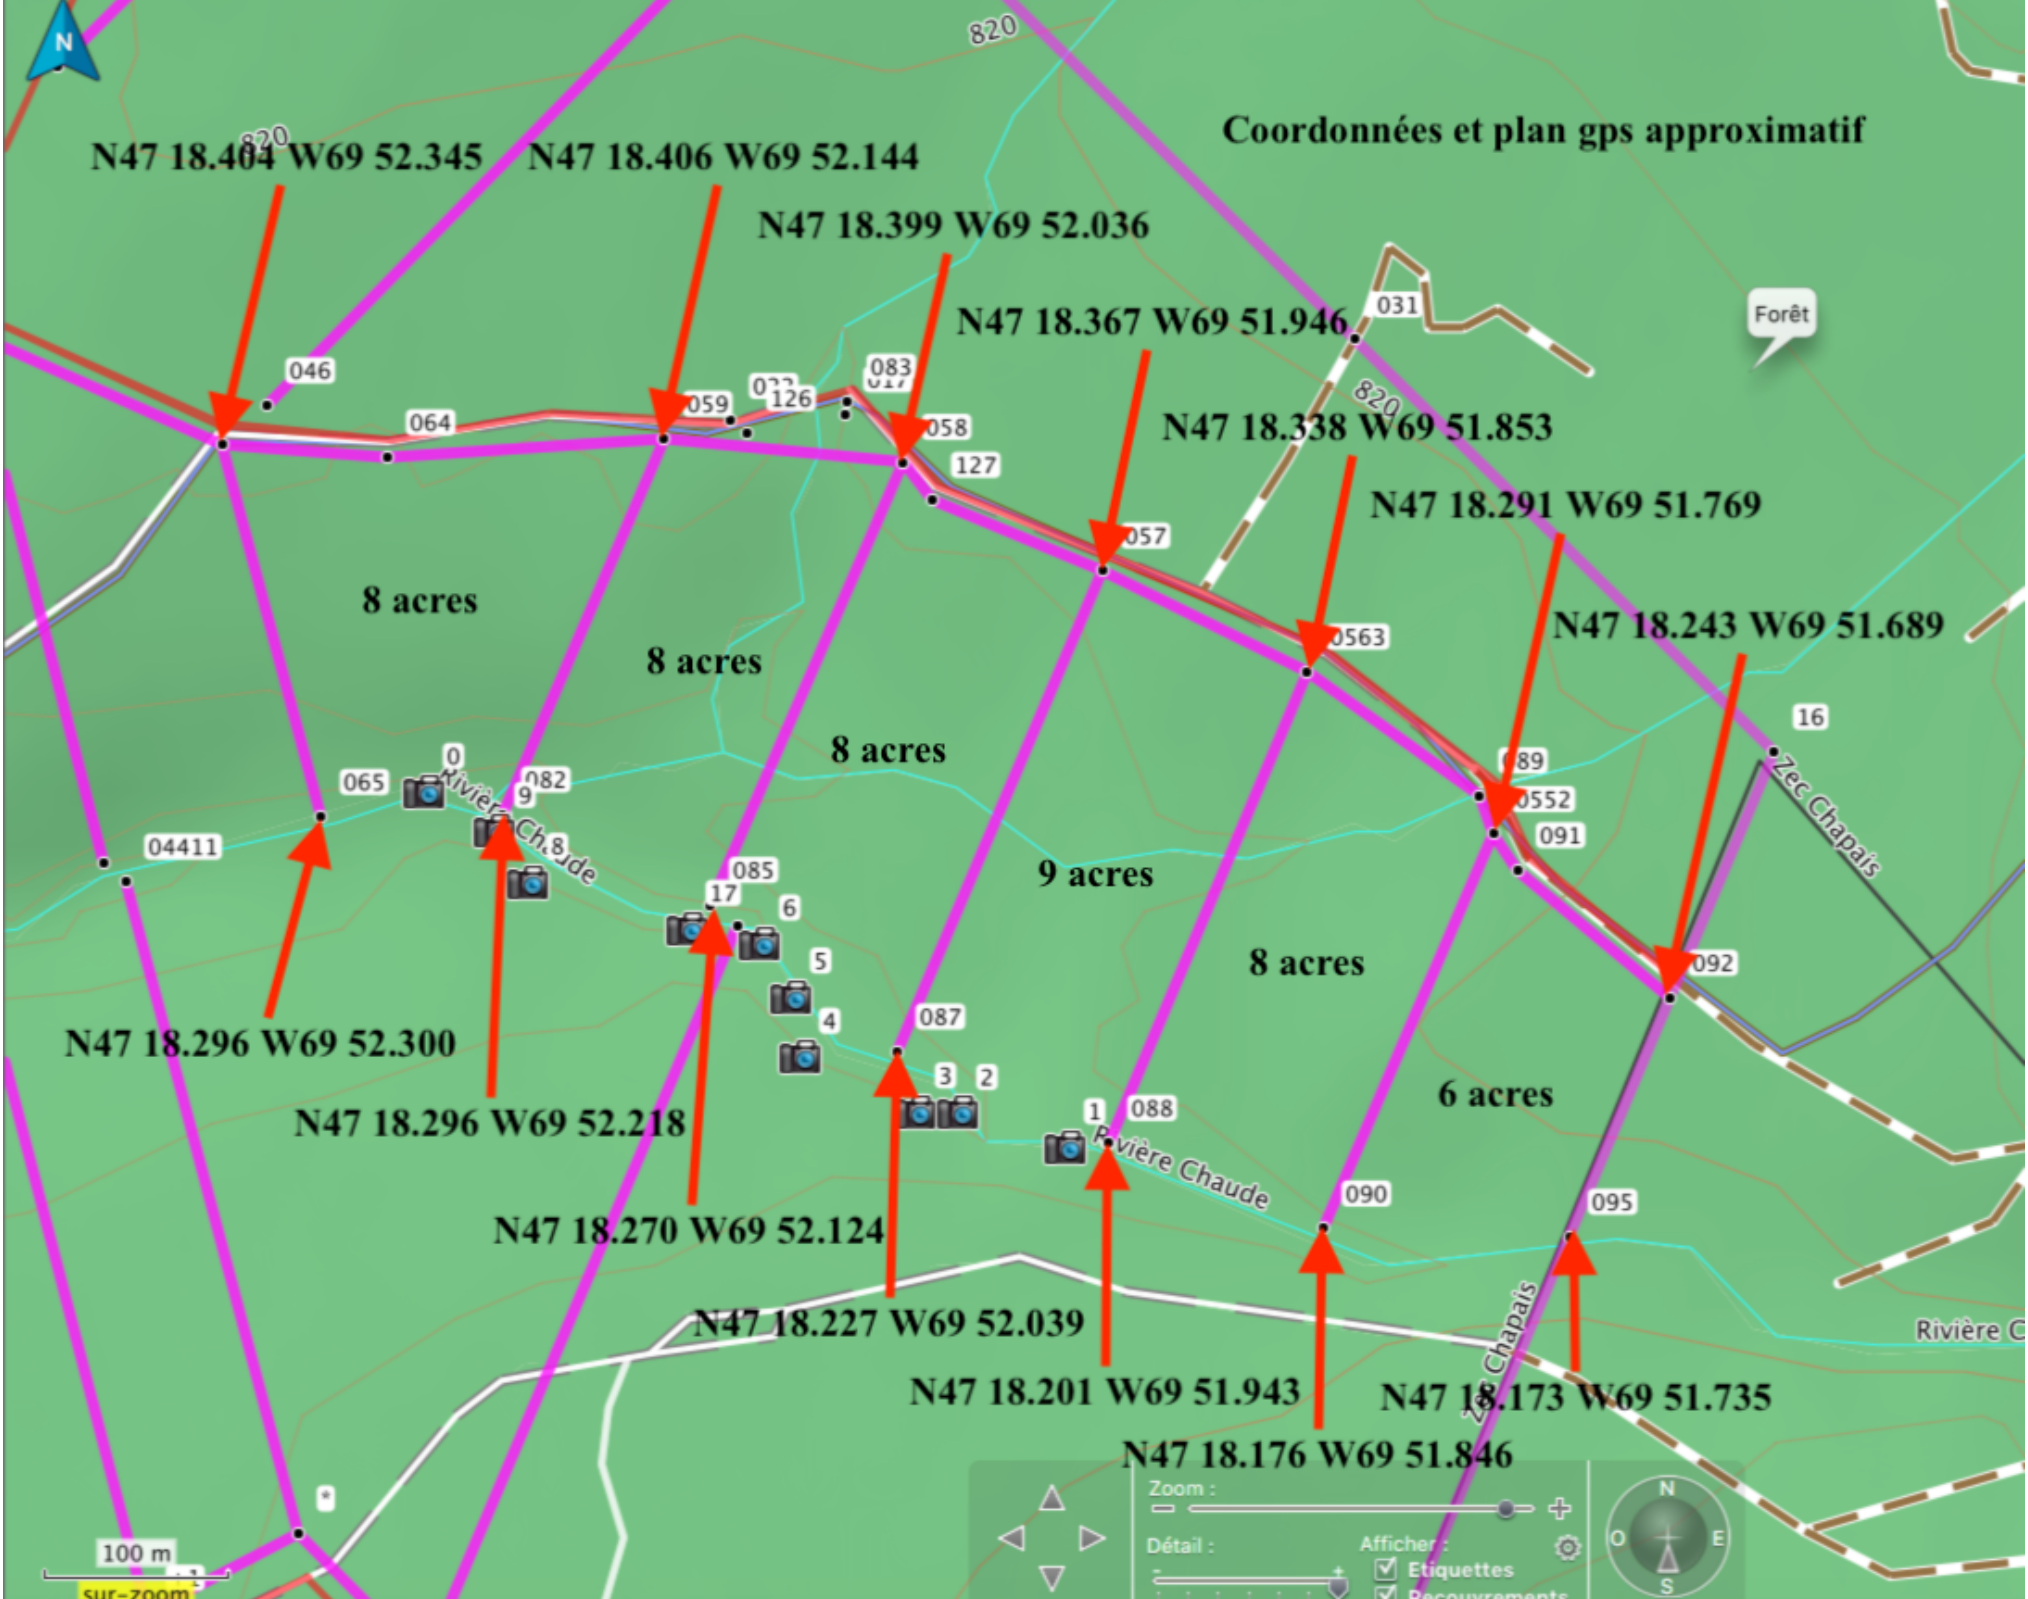 N
820
820
Coordonnées et plan gps approximatif
N47 18.404 W69 52.345
N47 18.406 W69 52.144
N47 18.399 W69 52.036
N47 18.367 W69 51.946
031
Forêt
046
083
017
059
126
820
064
058
N47 18.338 W69 51.853
127
N47 18.291 W69 51.769
057
8 acres
N47 18.243 W69 51.689
0563
8 acres
16
8 acres
0
065
082
9
Rivière Chaude
089
0552
Zec Chapais
04411
8
091
085
17
9 acres
6
5
8 acres
092
087
4
N47 18.296 W69 52.300
3
2
6 acres
1
088
N47 18.296 W69 52.218
Rivière Chaude
090
095
N47 18.270 W69 52.124
N47 18.227 W69 52.039
Zec Chapais
Rivière C
N47 18.201 W69 51.943
N47 18.173 W69 51.735
N47 18.176 W69 51.846
*
Zoom :
− +
N
O E
S
Détail :
Afficher :
- +
Etiquettes
Recouvrements
100 m
sur-zoom